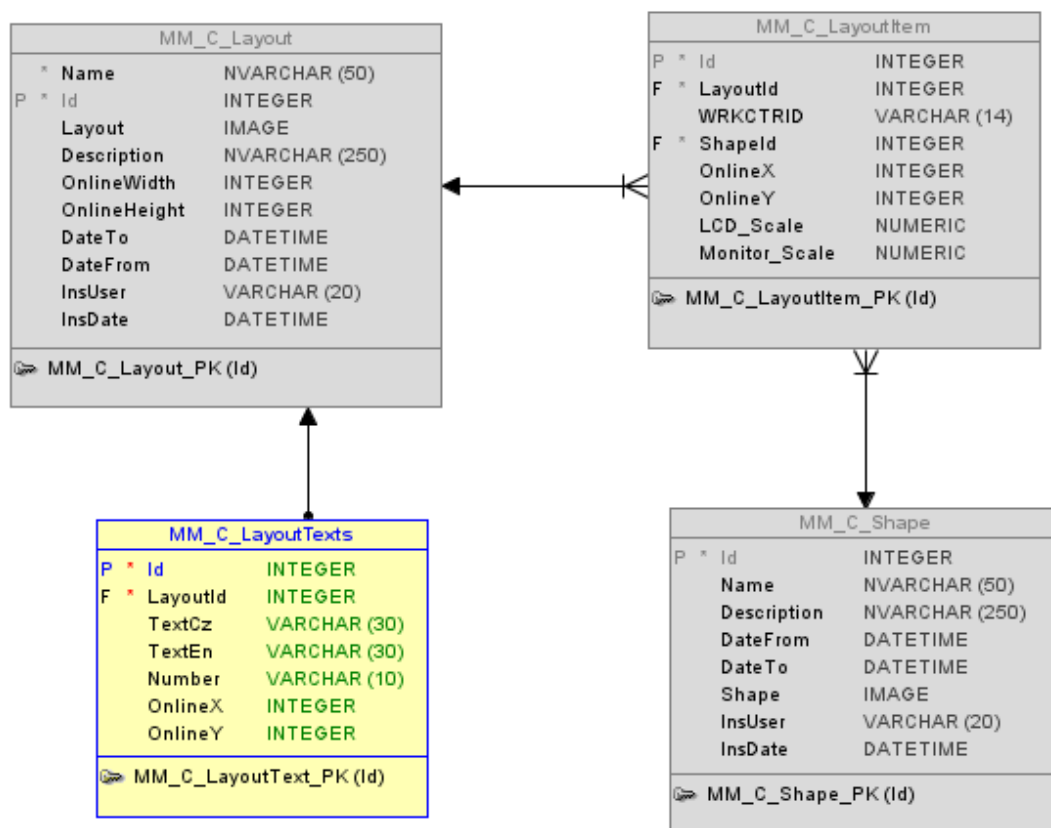 MM_C_Layout
* Name NVARCHAR (50)
P * Id INTEGER
Layout IMAGE
Description NVARCHAR (250)
OnlineWidth INTEGER
OnlineHeight INTEGER
DateTo DATETIME
DateFrom DATETIME
InsUser VARCHAR (20)
InsDate DATETIME
MM_C_Layout_PK (Id)
MM_C_LayoutItem
P * Id INTEGER
F * LayoutId INTEGER
WRKCTRID VARCHAR (14)
F * ShapeId INTEGER
OnlineX INTEGER
OnlineY INTEGER
LCD_Scale NUMERIC
Monitor_Scale NUMERIC
MM_C_LayoutItem_PK (Id)
MM_C_LayoutTexts
P * Id INTEGER
F * LayoutId INTEGER
TextCz VARCHAR (30)
TextEn VARCHAR (30)
Number VARCHAR (10)
OnlineX INTEGER
OnlineY INTEGER
MM_C_LayoutText_PK (Id)
MM_C_Shape
P * Id INTEGER
Name NVARCHAR (50)
Description NVARCHAR (250)
DateFrom DATETIME
DateTo DATETIME
Shape IMAGE
InsUser VARCHAR (20)
InsDate DATETIME
MM_C_Shape_PK (Id)